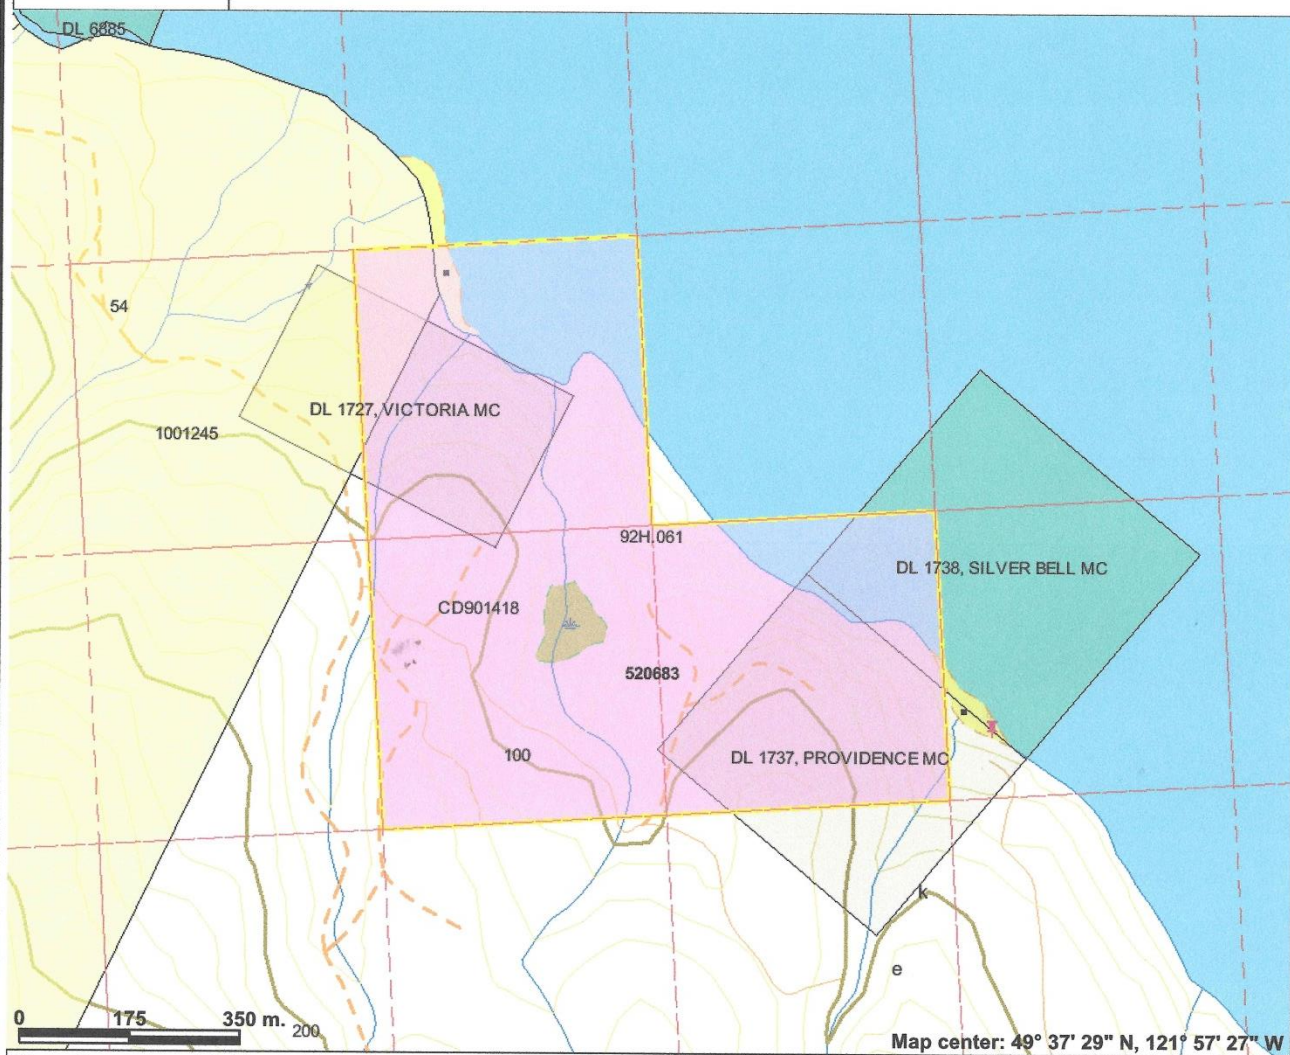 DL 6885
54
DL 1727, VICTORIA MC
1001245
92H.061
DL 1738, SILVER BELL MC
CD901418
520683
100
DL 1737, PROVIDENCE MC
k
e
0 175 350 m.
200
Map center: 49° 37' 29" N, 121° 57' 27" W